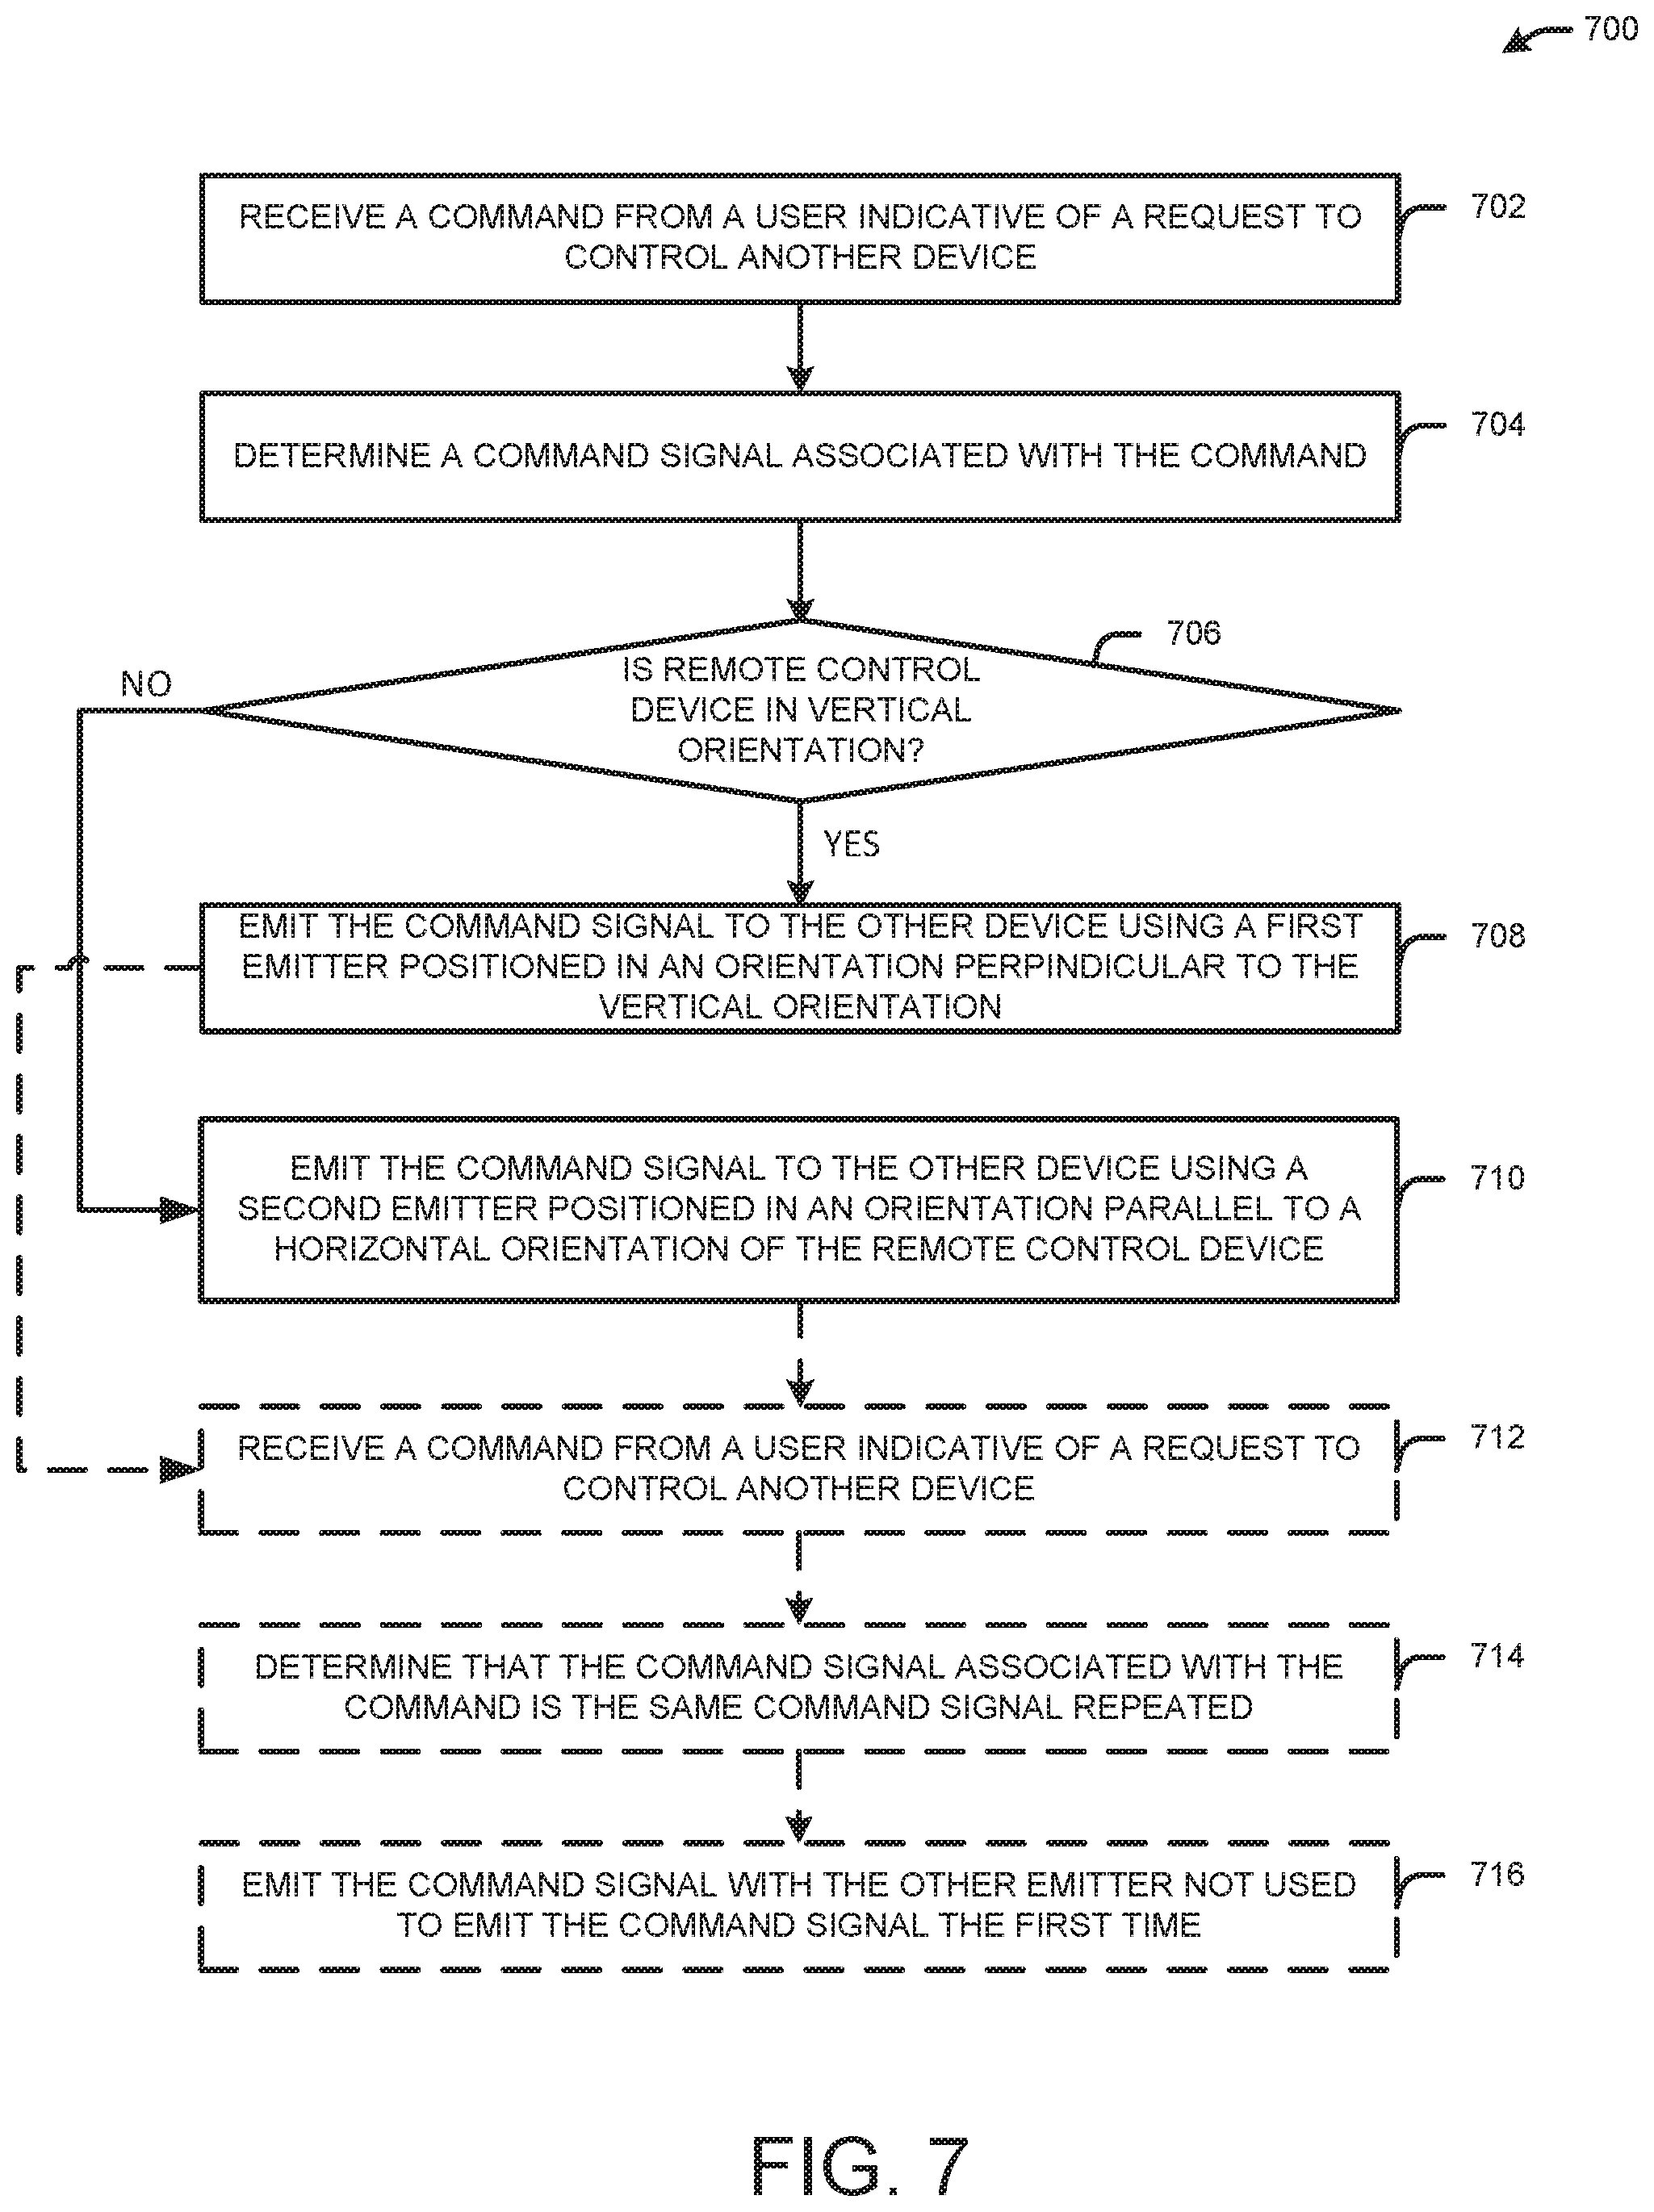 700
RECEIVE A COMMAND FROM A USER INDICATIVE OF A REQUEST TO
CONTROL ANOTHER DEVICE
702
DETERMINE A COMMAND SIGNAL ASSOCIATED WITH THE COMMAND
704
IS REMOTE CONTROL
DEVICE IN VERTICAL
ORIENTATION?
706
NO
YES
EMIT THE COMMAND SIGNAL TO THE OTHER DEVICE USING A FIRST
EMITTER POSITIONED IN AN ORIENTATION PERPINDICULAR TO THE
VERTICAL ORIENTATION
708
EMIT THE COMMAND SIGNAL TO THE OTHER DEVICE USING A
SECOND EMITTER POSITIONED IN AN ORIENTATION PARALLEL TO A
HORIZONTAL ORIENTATION OF THE REMOTE CONTROL DEVICE
710
RECEIVE A COMMAND FROM A USER INDICATIVE OF A REQUEST TO
CONTROL ANOTHER DEVICE
712
DETERMINE THAT THE COMMAND SIGNAL ASSOCIATED WITH THE
COMMAND IS THE SAME COMMAND SIGNAL REPEATED
714
EMIT THE COMMAND SIGNAL WITH THE OTHER EMITTER NOT USED
TO EMIT THE COMMAND SIGNAL THE FIRST TIME
716
FIG. 7